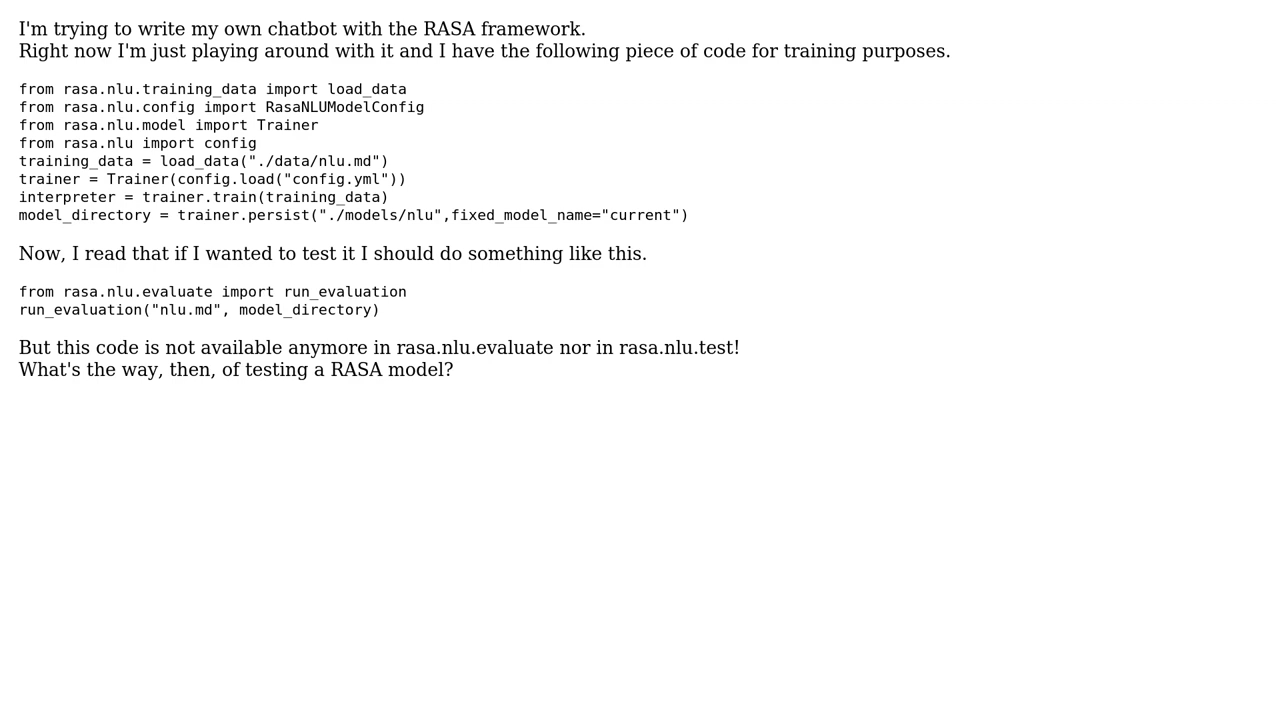 I'm trying to write my own chatbot with the RASA framework.
Right now I'm just playing around with it and I have the following piece of code for training purposes.
from rasa.nlu.training_data import load_data
from rasa.nlu.config import RasaNLUModelConfig
from rasa.nlu.model import Trainer
from rasa.nlu import config
training_data = load_data("./data/nlu.md")
trainer = Trainer(config.load("config.yml"))
interpreter = trainer.train(training_data)
model_directory = trainer.persist("./models/nlu",fixed_model_name="current")
Now, I read that if I wanted to test it I should do something like this.
from rasa.nlu.evaluate import run_evaluation
run_evaluation("nlu.md", model_directory)
But this code is not available anymore in rasa.nlu.evaluate nor in rasa.nlu.test!
What's the way, then, of testing a RASA model?